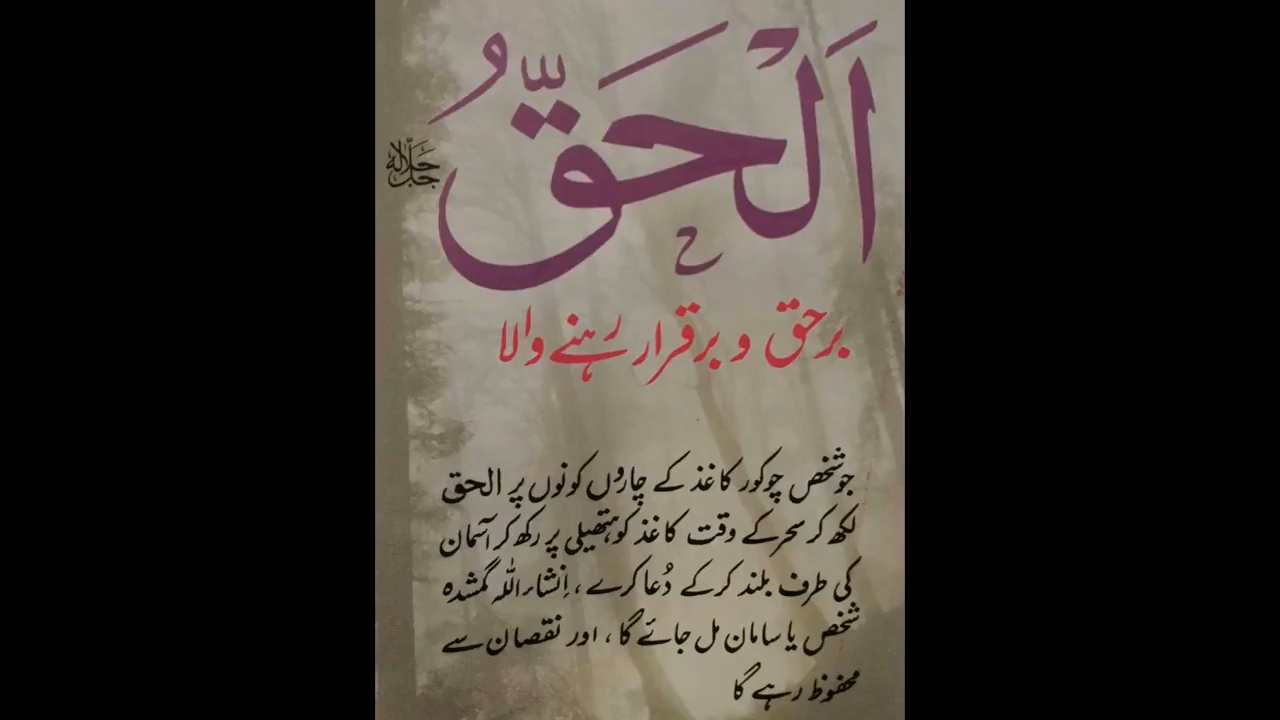 اَلْحَقُّ
جل جلالہ
برحق و برقرار رہنے والا
جو شخص چوکور کاغذ کے چاروں کونوں پر الحق
لکھ کر سحر کے وقت کاغذ کو ہتھیلی پر رکھ کر آسمان
کی طرف بلند کر کے دُعا کرے ، اِنشاء اللہ گمشدہ
شخص یا سامان مل جائے گا ، اور نقصان سے
محفوظ رہے گا